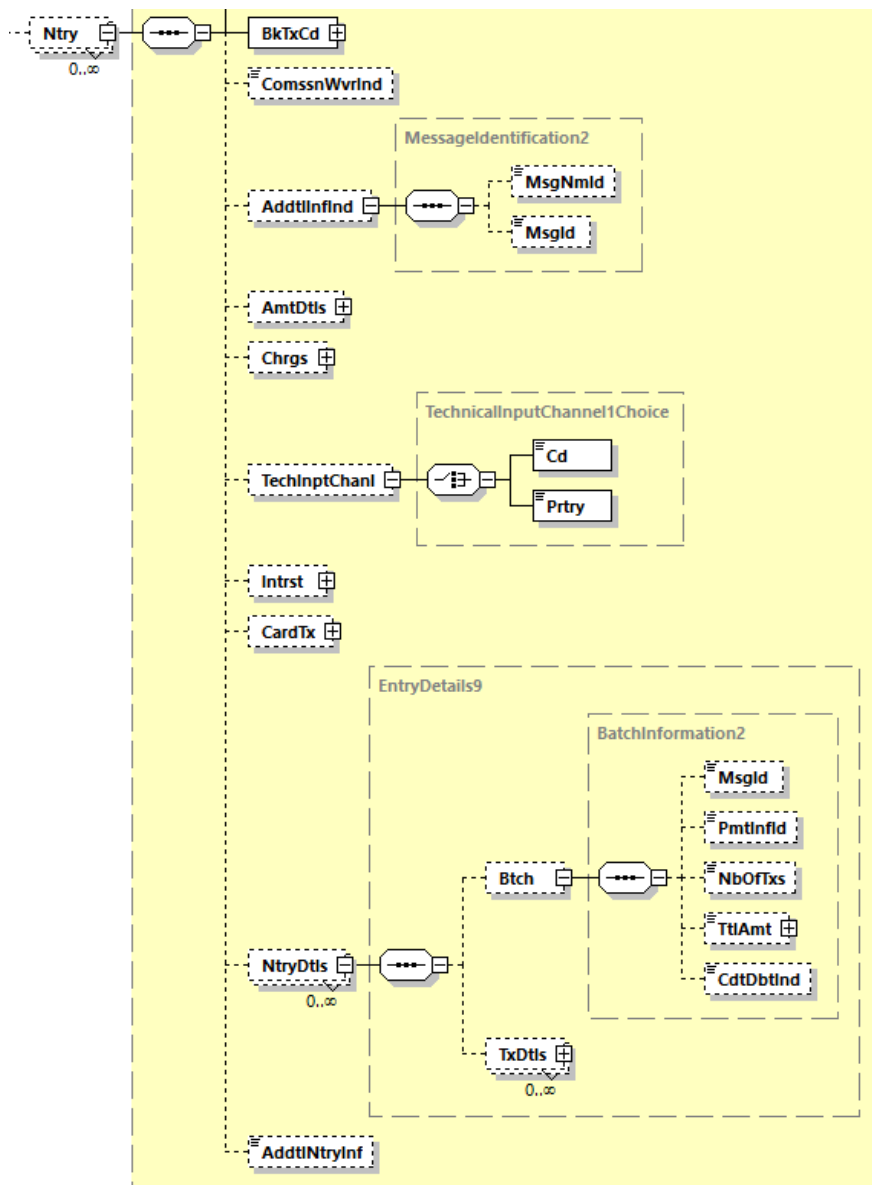 Ntry
0..∞
BkTxCd
ComssnWvrInd
MessageIdentification2
MsgNmId
AddtlInfInd
MsgId
AmtDtls
Chrgs
TechnicalInputChannel1Choice
Cd
TechInptChanl
Prtry
Intrst
CardTx
EntryDetails9
BatchInformation2
MsgId
PmtInfId
Btch
NbOfTxs
TtlAmt
NtryDtls
0..∞
CdtDbtInd
TxDtls
0..∞
AddtlNtryInf